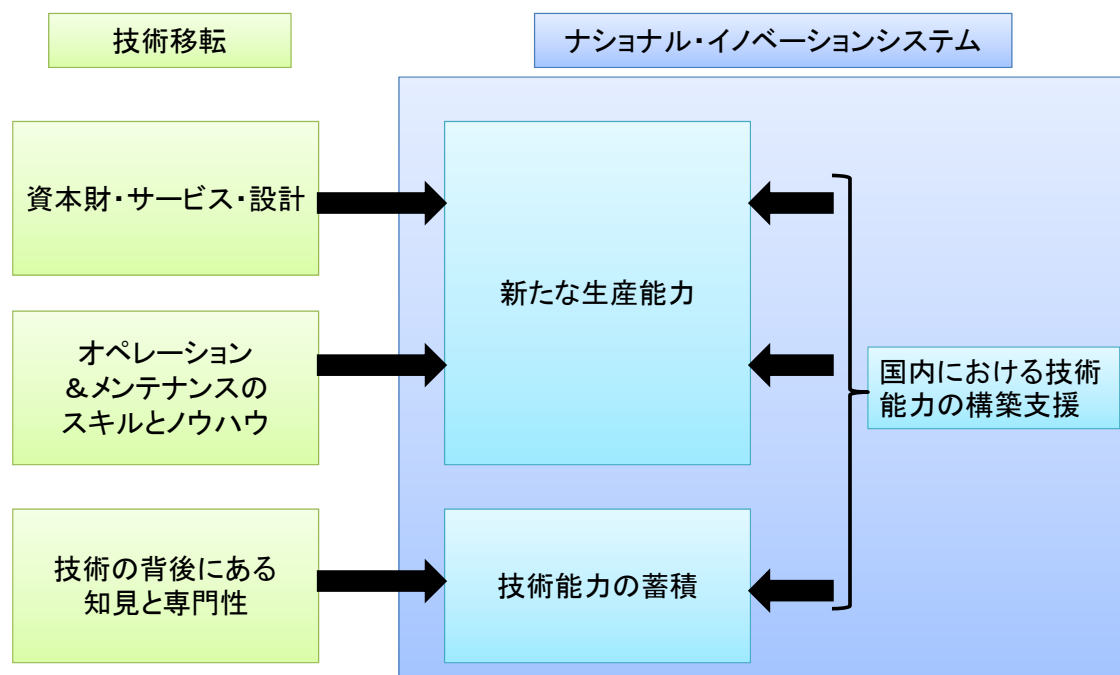 技術移転
ナショナル・イノベーションシステム
資本財・サービス・設計
オペレーション
&メンテナンスの
スキルとノウハウ
技術の背後にある
知見と専門性
新たな生産能力
技術能力の蓄積
国内における技術
能力の構築支援